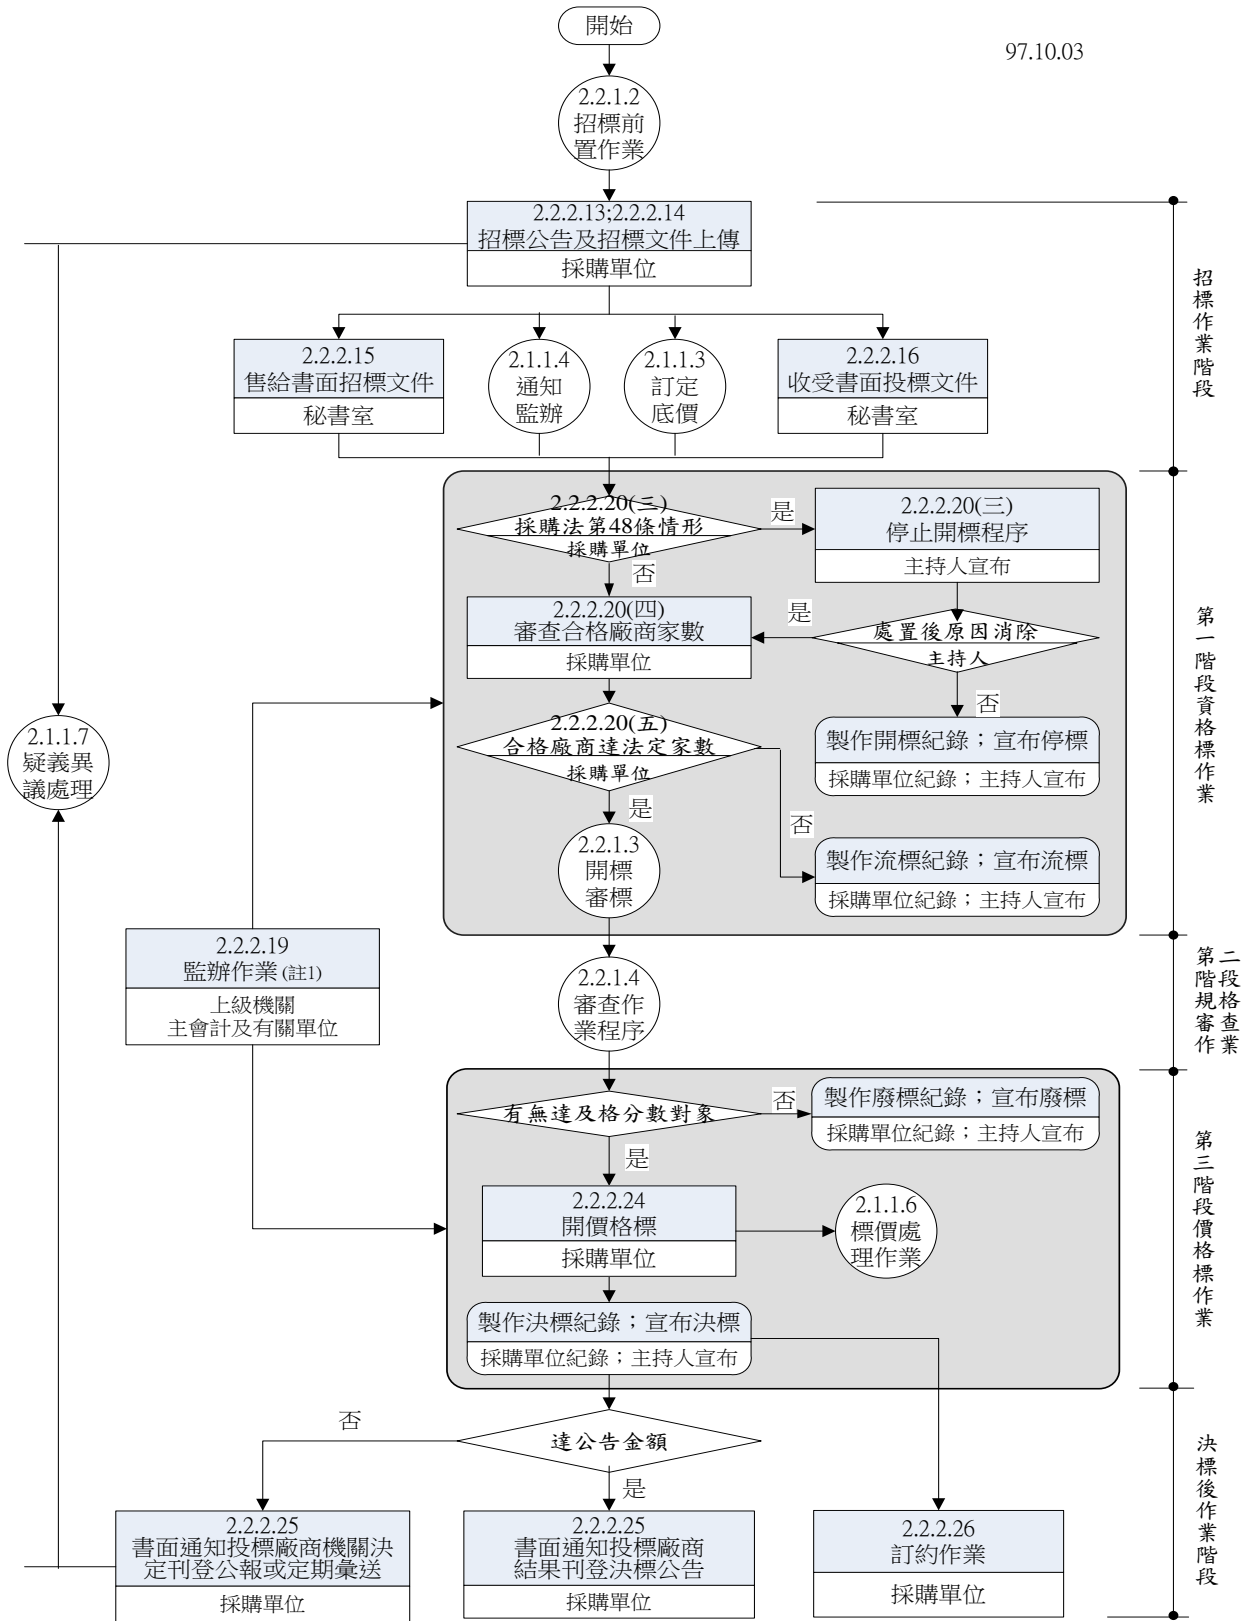 開始
97.10.03
2.2.1.2
招標前
置作業
2.2.2.13;2.2.2.14
招標公告及招標文件上傳
採購單位
招標作業階段
2.2.2.15
售給書面招標文件
秘書室
2.1.1.4
通知
監辦
2.1.1.3
訂定
底價
2.2.2.16
收受書面投標文件
秘書室
2.2.2.20(三)
採購法第48條情形
採購單位
是
否
2.2.2.20(三)
停止開標程序
主持人宣布
2.2.2.20(四)
審查合格廠商家數
採購單位
是
處置後原因消除
主持人
否
第一階段資格標作業
2.2.2.20(五)
合格廠商達法定家數
採購單位
是
否
製作開標紀錄；宣布停標
採購單位紀錄；主持人宣布
2.1.1.7
疑義異
議處理
2.2.1.3
開標
審標
製作流標紀錄；宣布流標
採購單位紀錄；主持人宣布
2.2.2.19
監辦作業(註1)
上級機關
主會計及有關單位
2.2.1.4
審查作
業程序
第二
階段
規格
審查
作業
有無達及格分數對象
否
是
製作廢標紀錄；宣布廢標
採購單位紀錄；主持人宣布
2.2.2.24
開價格標
採購單位
2.1.1.6
標價處
理作業
第三階段價格標作業
製作決標紀錄；宣布決標
採購單位紀錄；主持人宣布
達公告金額
否
是
決標後作業階段
2.2.2.25
書面通知投標廠商機關決
定刊登公報或定期彙送
採購單位
2.2.2.25
書面通知投標廠商
結果刊登決標公告
採購單位
2.2.2.26
訂約作業
採購單位